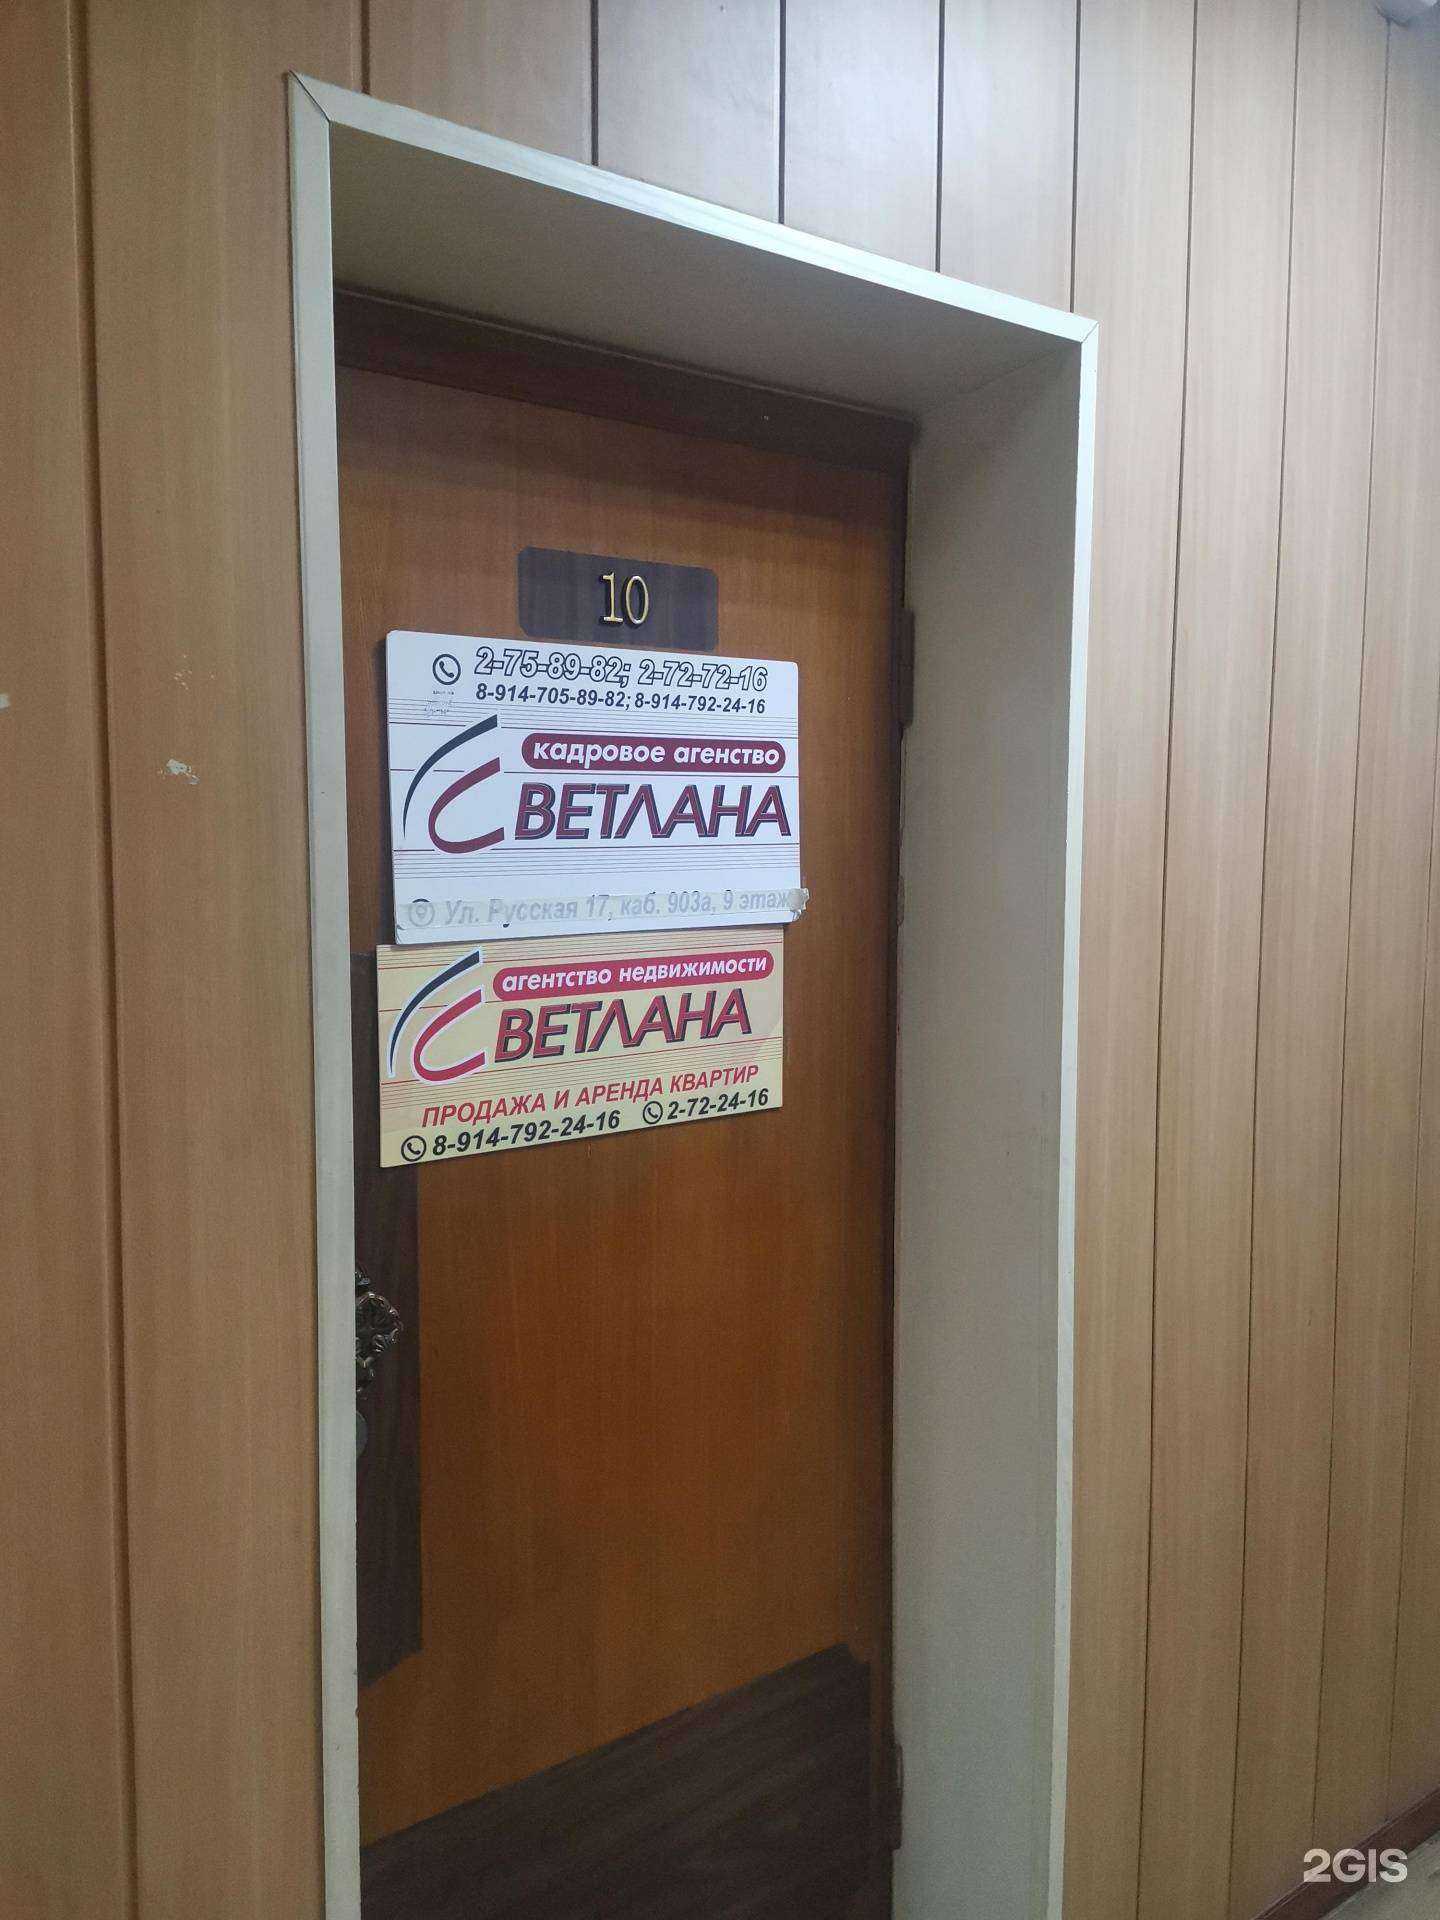 10
2-75-89-82; 2-72-72-16
8-914-705-89-82; 8-914-792-24-16
кадровое агенство
СВЕТЛАНА
Ул. Русская 17, каб. 903а, 9 этаж
агентство недвижимости
СВЕТЛАНА
ПРОДАЖА И АРЕНДА КВАРТИР
8-914-792-24-16 2-72-24-16
2GIS